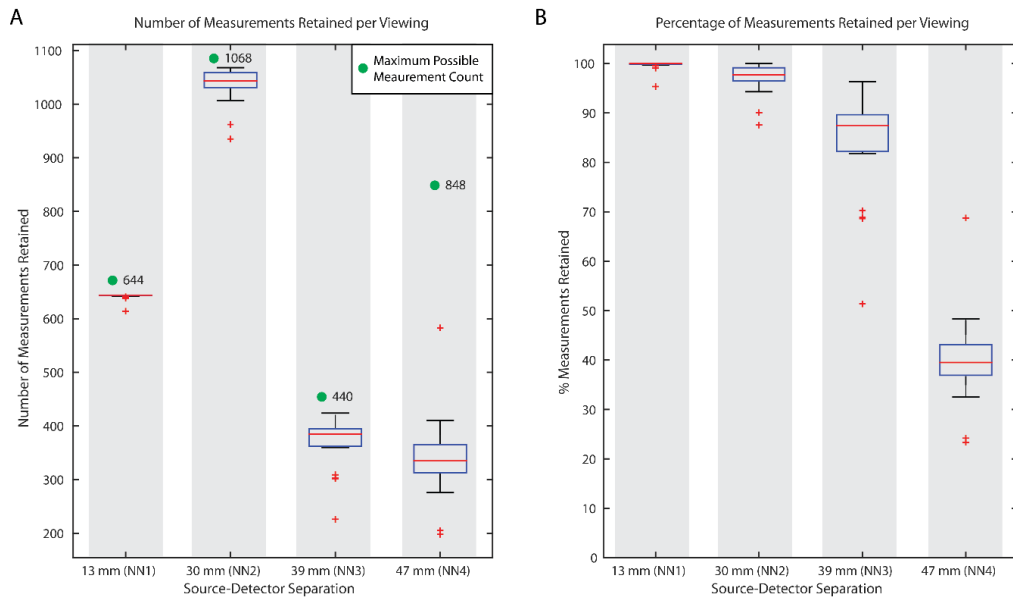 A
Number of Measurements Retained per Viewing
Number of Measurements Retained
1100
1000
900
800
700
600
500
400
300
200
Maximum Possible
Meaurement Count
644
1068
440
848
13 mm (NN1)
30 mm (NN2)
39 mm (NN3)
47 mm (NN4)
Source-Detector Separation
B
Percentage of Measurements Retained per Viewing
% Measurements Retained
100
90
80
70
60
50
40
30
20
10
0
13 mm (NN1)
30 mm (NN2)
39 mm (NN3)
47 mm (NN4)
Source-Detector Separation